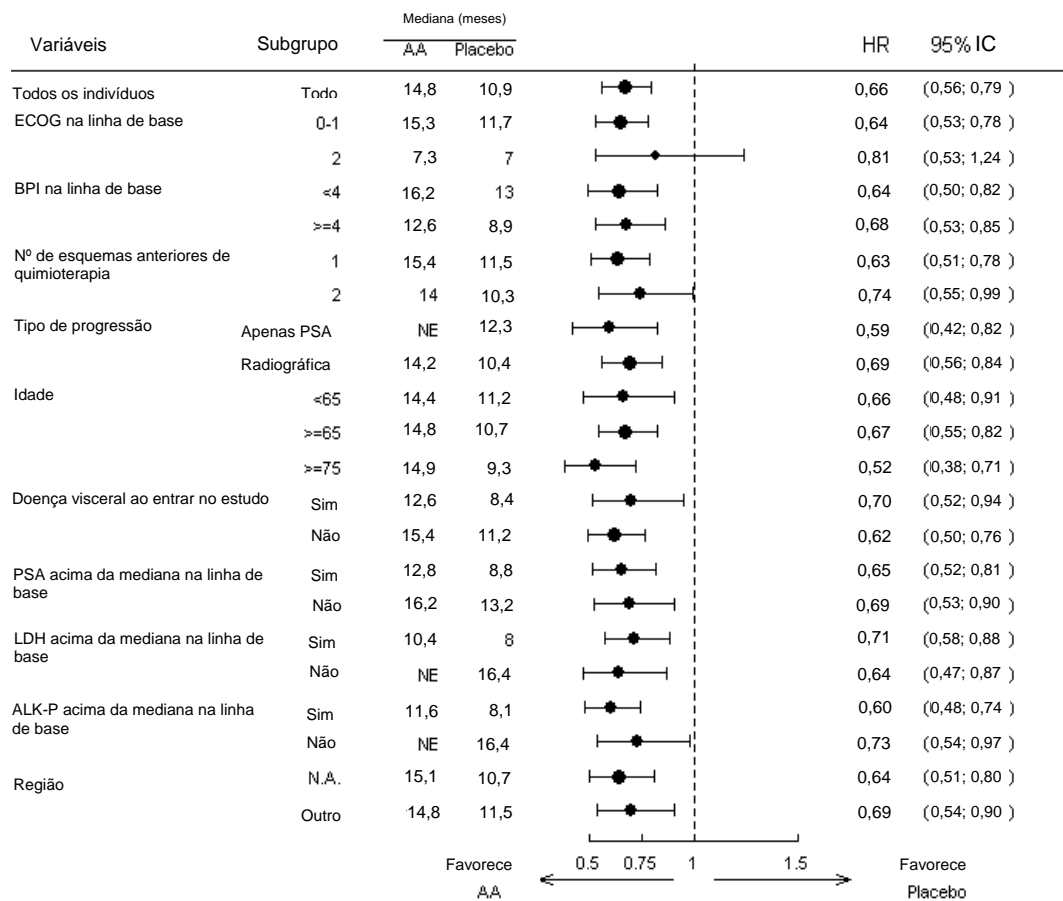 Mediana (meses)
Variáveis Subgrupo AA Placebo HR 95% IC
Todos os indivíduos Todo 14,8 10,9 0,66 (0,56; 0,79 )
ECOG na linha de base 0-1 15,3 11,7 0,64 (0,53; 0,78 )
2 7,3 7 0,81 (0,53; 1,24 )
BPI na linha de base <4 16,2 13 0,64 (0,50; 0,82 )
>=4 12,6 8,9 0,68 (0,53; 0,85 )
Nº de esquemas anteriores de
quimioterapia 1 15,4 11,5 0,63 (0,51; 0,78 )
2 14 10,3 0,74 (0,55; 0,99 )
Tipo de progressão Apenas PSA NE 12,3 0,59 (0,42; 0,82 )
Radiográfica 14,2 10,4 0,69 (0,56; 0,84 )
Idade <65 14,4 11,2 0,66 (0,48; 0,91 )
>=65 14,8 10,7 0,67 (0,55; 0,82 )
>=75 14,9 9,3 0,52 (0,38; 0,71 )
Doença visceral ao entrar no estudo Sim 12,6 8,4 0,70 (0,52; 0,94 )
Não 15,4 11,2 0,62 (0,50; 0,76 )
PSA acima da mediana na linha de
base Sim 12,8 8,8 0,65 (0,52; 0,81 )
Não 16,2 13,2 0,69 (0,53; 0,90 )
LDH acima da mediana na linha de
base Sim 10,4 8 0,71 (0,58; 0,88 )
Não NE 16,4 0,64 (0,47; 0,87 )
ALK-P acima da mediana na linha
de base Sim 11,6 8,1 0,60 (0,48; 0,74 )
Não NE 16,4 0,73 (0,54; 0,97 )
Região N.A. 15,1 10,7 0,64 (0,51; 0,80 )
Outro 14,8 11,5 0,69 (0,54; 0,90 )
0.5 0.75 1 1.5
Favorece AA
Favorece Placebo